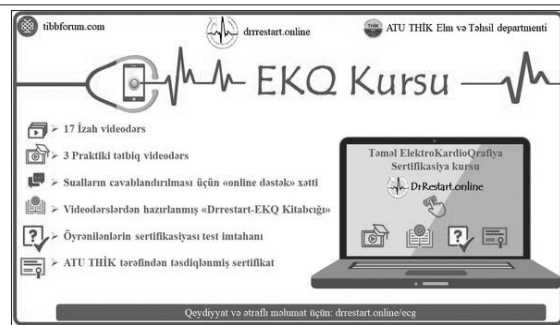 tibbforum.com
drrrestart.online
ATU THİK Elm və Təhsil departmenti
EKQ Kursu
17 İzah videodərs
3 Praktiki tətbiq videodərs
Sualların cavablandırılması üçün «online dəstək» xətti
Videodərslərdən hazırlanmış «Drrestart-EKQ Kitabcığı»
Öyrənilənlərin sertifikasiyası test imtahanı
ATU THİK tərəfindən təsdiqlənmiş sertifikat
Təməl ElektroKardioQrafiya
Sertifikasiya kursu
DrRestart.online
Qeydiyyat və ətraflı məlumat üçün: drrestart.online/ecg